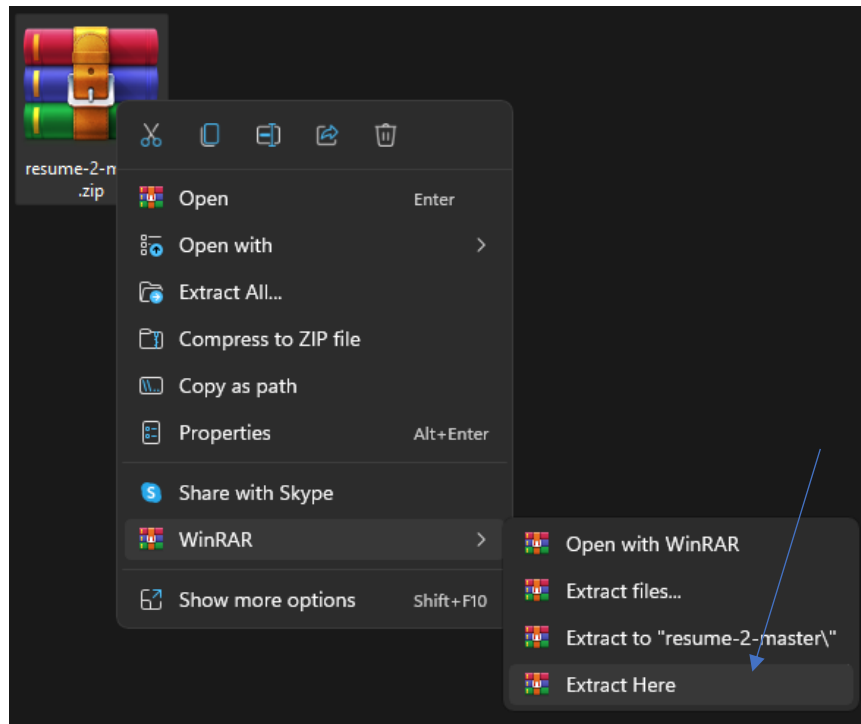 resume-2-m
.zip
Open Enter
Open with
Extract All...
Compress to ZIP file
Copy as path
Properties Alt+Enter
Share with Skype
WinRAR
Show more options Shift+F10
Open with WinRAR
Extract files...
Extract to "resume-2-master\"
Extract Here